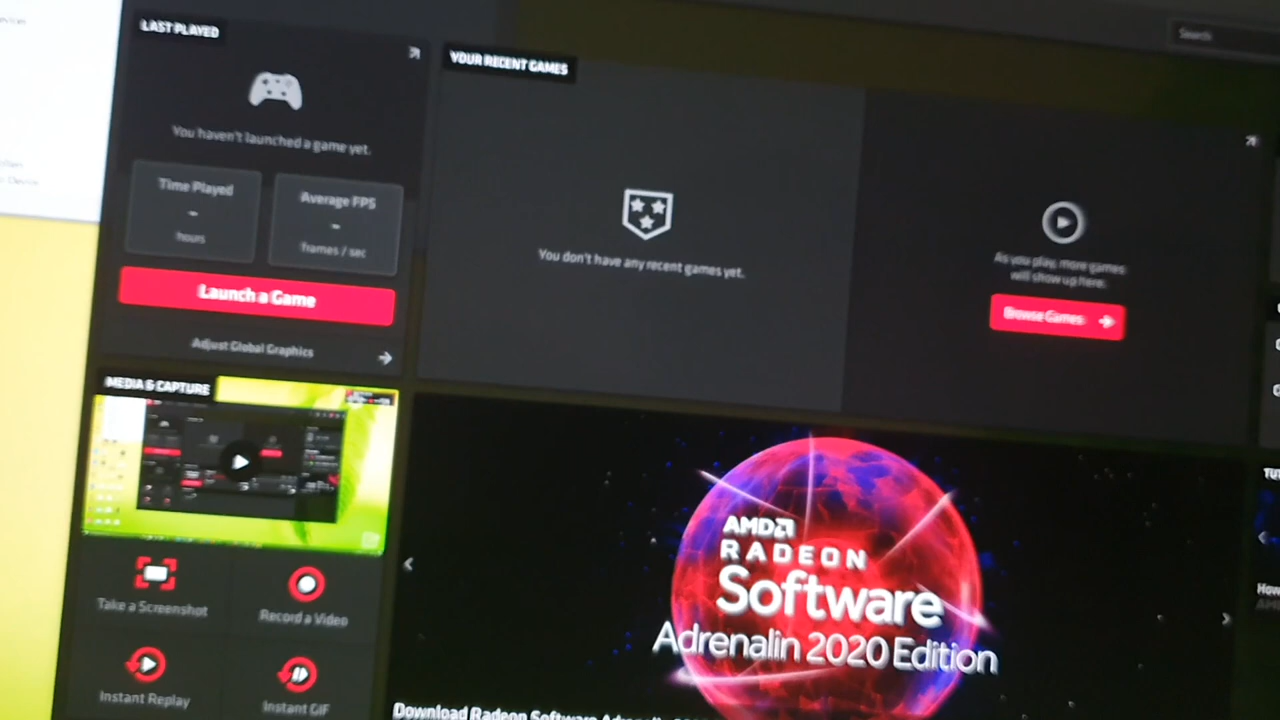 Search
LAST PLAYED
You haven't launched a game yet.
Time Played
-
hours
Average FPS
-
frames / sec
Launch a Game
Adjust Global Graphics
YOUR RECENT GAMES
You don't have any recent games yet.
As you play, more games
will show up here.
Browse Games
MEDIA & CAPTURE
Take a Screenshot
Record a Video
Instant Replay
Instant GIF
AMD
RADEON
Software
Adrenalin 2020 Edition
Download Radeon Software
How